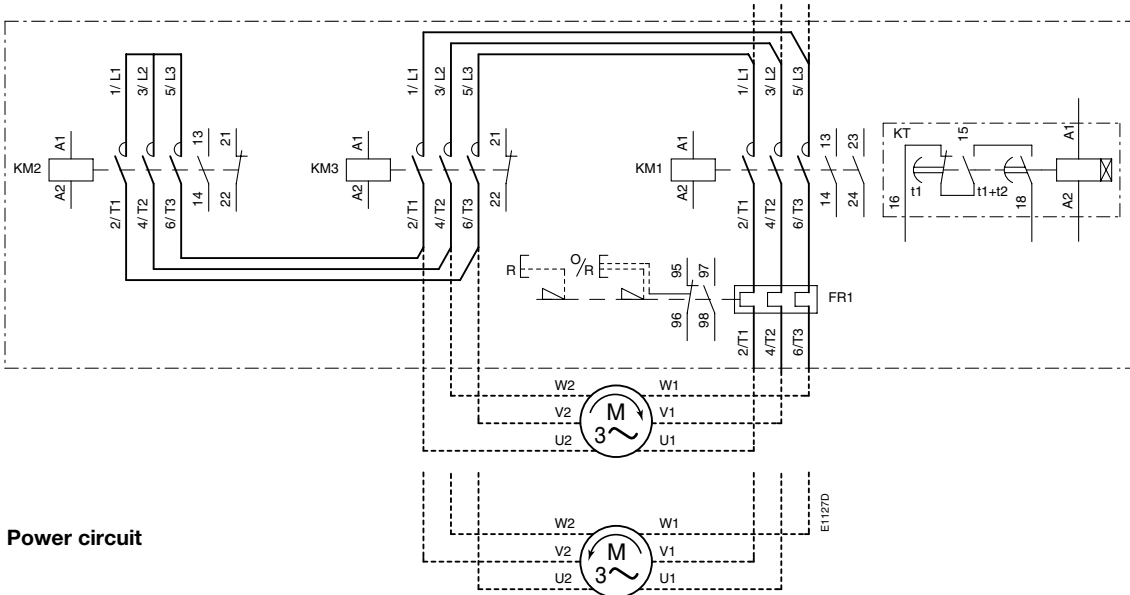 1/ L1
3/ L2
5/ L3
1/ L1
3/ L2
5/ L3
1/ L1
3/ L2
5/ L3
KM2
A1
A2
13
14
21
22
2/T1
4/ T2
6/ T3
KM3
A1
A2
21
22
2/T1
4/ T2
6/ T3
KM1
A1
A2
13
14
23
24
2/ T1
4/ T2
6/ T3
KT
15
16
t1
t1+t2
18
A1
A2
R
O/R
95
96
97
98
FR1
2/T1
4/T2
6/T3
W2
W1
V2
V1
U2
U1
M
3～
W2
W1
V2
V1
U2
U1
M
3～
E1127D
Power circuit